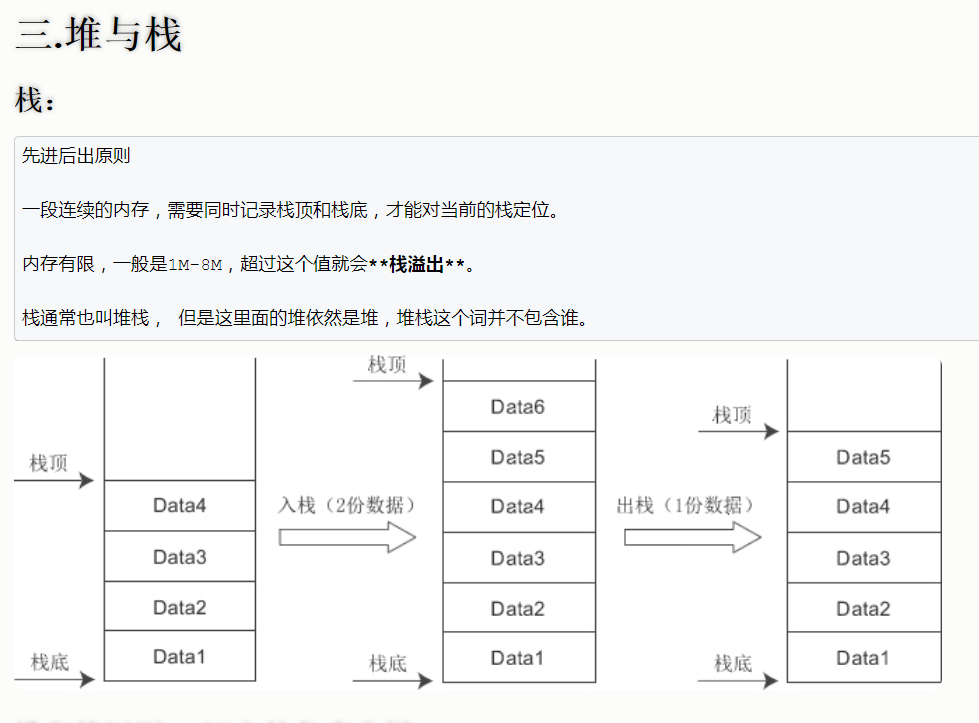 三.堆与栈
栈：
先进后出原则
一段连续的内存，需要同时记录栈顶和栈底，才能对当前的栈定位。
内存有限，一般是1M-8M，超过这个值就会**栈溢出**。
栈通常也叫堆栈， 但是这里面的堆依然是堆，堆栈这个词并不包含谁。
栈顶
Data4
Data3
Data2
Data1
栈底
入栈（2份数据）
栈顶
Data6
Data5
Data4
Data3
Data2
Data1
栈底
出栈（1份数据）
栈顶
Data5
Data4
Data3
Data2
Data1
栈底